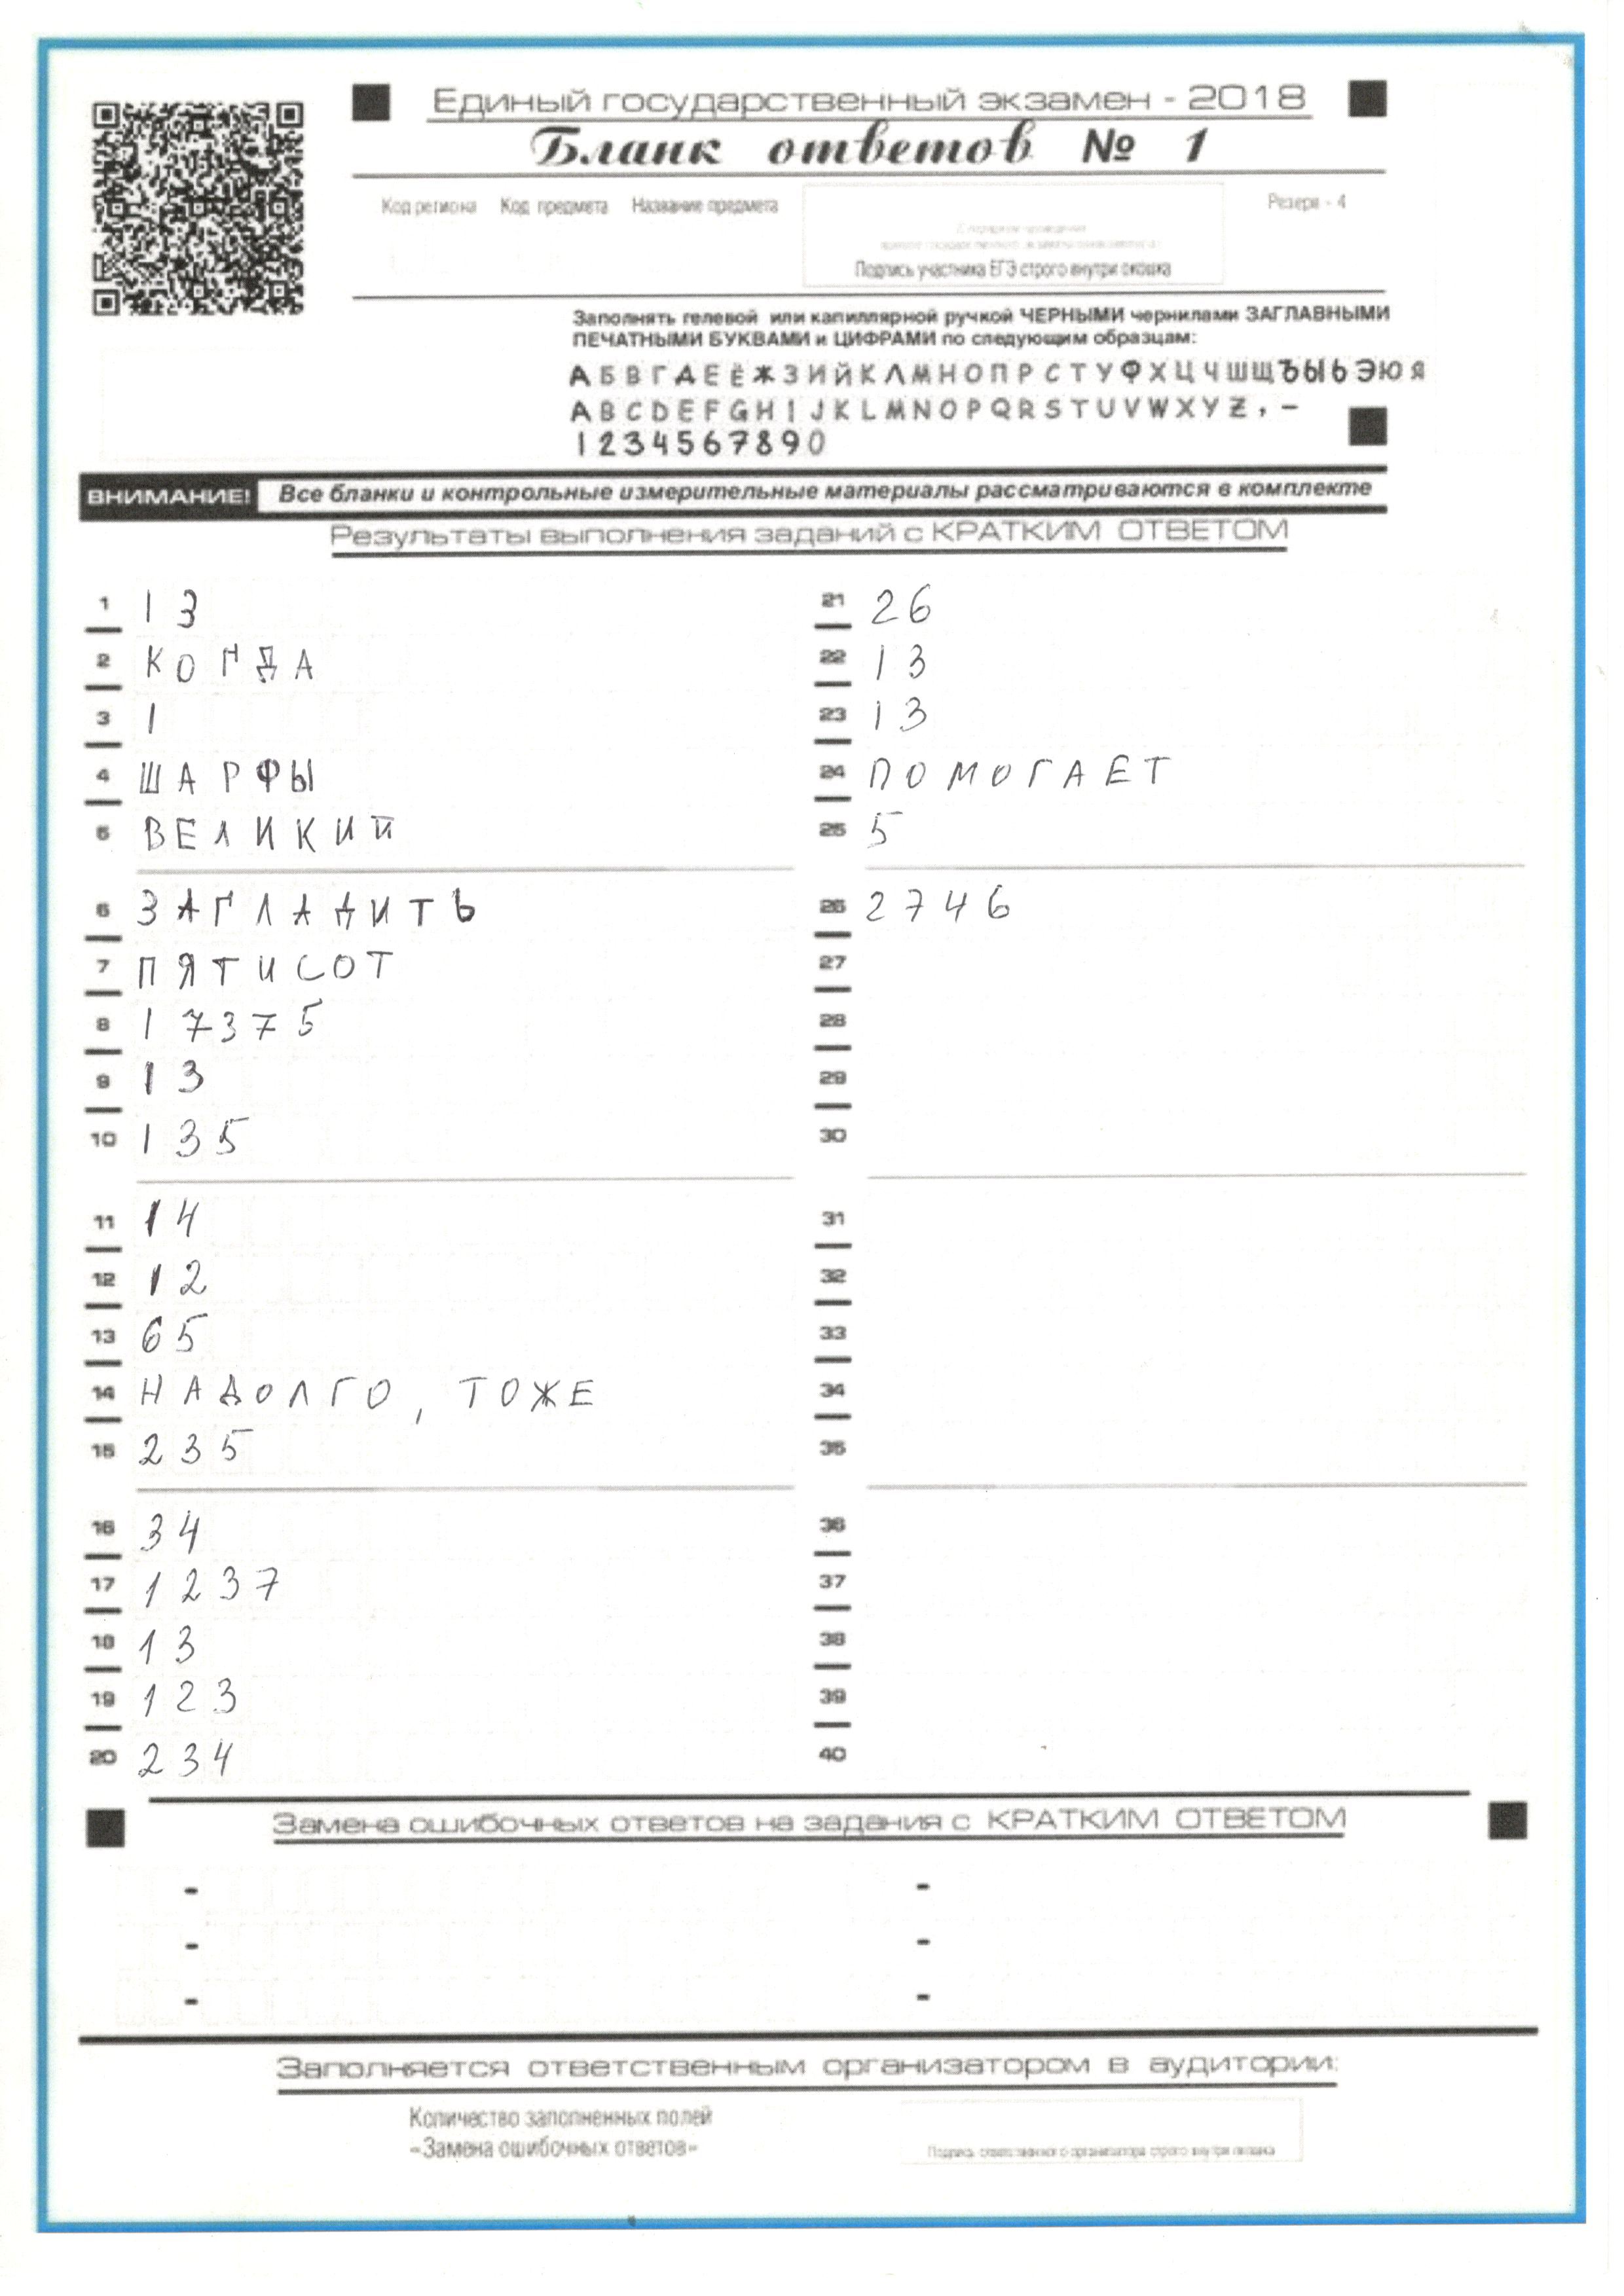 Единый государственный экзамен - 2018
Бланк ответов № 1
Код региона Код предмета Название предмета
Резерв - 4
Подпись участника ЕГЭ строго внутри окошка
Заполнять гелевой или капиллярной ручкой ЧЕРНЫМИ чернилами ЗАГЛАВНЫМИ
ПЕЧАТНЫМИ БУКВАМИ и ЦИФРАМИ по следующим образцам:
А Б В Г Д Е Ё Ж З И Й К Л М Н О П Р С Т У Ф Х Ц Ч Ш Щ Ъ Ы Ь Э Ю Я
A B C D E F G H I J K L M N O P Q R S T U V W X Y Z , -
1 2 3 4 5 6 7 8 9 0
ВНИМАНИЕ! Все бланки и контрольные измерительные материалы рассматриваются в комплекте
Результаты выполнения заданий с КРАТКИМ ОТВЕТОМ
1 13
2 КОГДА
3 1
4 ШАРФЫ
5 ВЕЛИКИЙ
6 ЗАГЛАДИТЬ
7 ПЯТИСОТ
8 17375
9 13
10 135
11 14
12 12
13 65
14 НАДОЛГО, ТОЖЕ
15 235
16 34
17 1237
18 13
19 123
20 234
21 26
22 13
23 13
24 ПОМОГАЕТ
25 5
26 2746
27
28
29
30
31
32
33
34
35
36
37
38
39
40
Замена ошибочных ответов на задания с КРАТКИМ ОТВЕТОМ
- -
- -
- -
Заполняется ответственным организатором в аудитории:
Количество заполненных полей
«Замена ошибочных ответов»
Подпись ответственного организатора строго внутри окошка